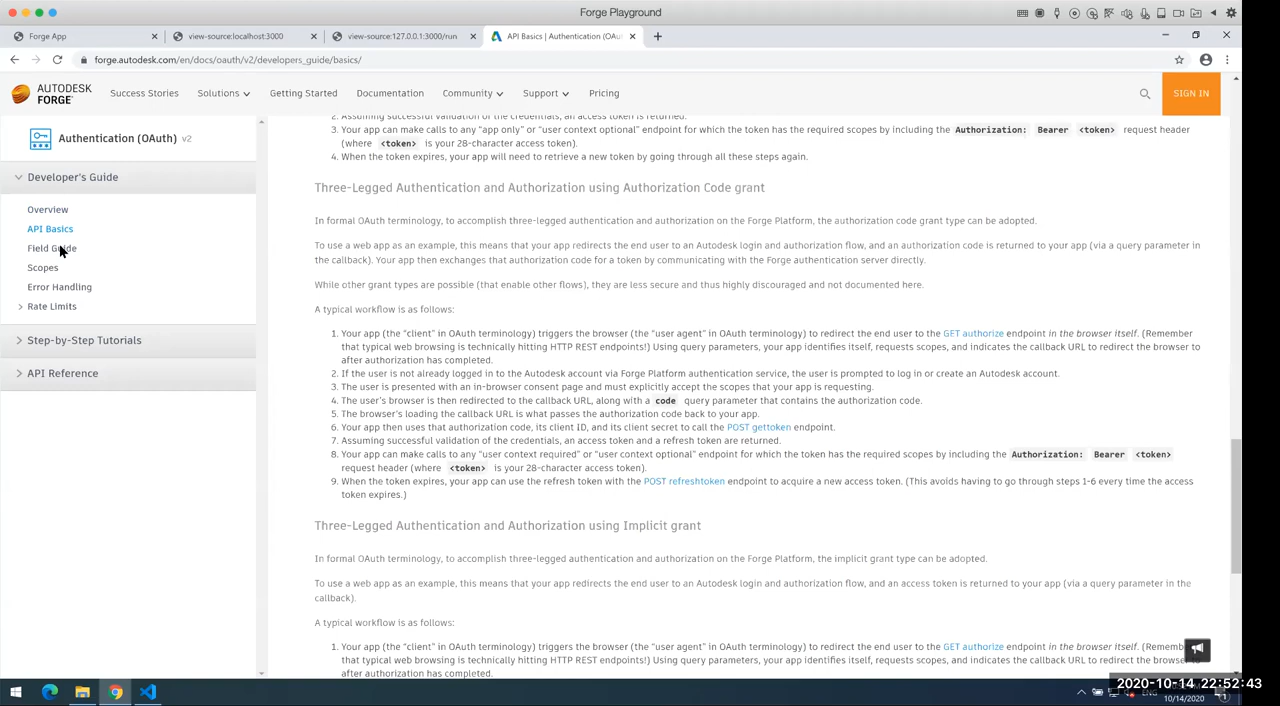 Forge Playground
Forge App
view-source:localhost:3000
view-source:127.0.0.1:3000/run
API Basics | Authentication (OAu
forge.autodesk.com/en/docs/oauth/v2/developers_guide/basics/
AUTODESK FORGE
Success Stories
Solutions
Getting Started
Documentation
Community
Support
Pricing
SIGN IN
Authentication (OAuth) v2
Developer's Guide
Overview
API Basics
Field Guide
Scopes
Error Handling
Rate Limits
Step-by-Step Tutorials
API Reference
2. Assuming successful validation of the credentials, an access token is returned.
3. Your app can make calls to any "app only" or "user context optional" endpoint for which the token has the required scopes by including the Authorization: Bearer <token> request header
(where <token> is your 28-character access token).
4. When the token expires, your app will need to retrieve a new token by going through all these steps again.
Three-Legged Authentication and Authorization using Authorization Code grant
In formal OAuth terminology, to accomplish three-legged authentication and authorization on the Forge Platform, the authorization code grant type can be adopted.
To use a web app as an example, this means that your app redirects the end user to an Autodesk login and authorization flow, and an authorization code is returned to your app (via a query parameter in
the callback). Your app then exchanges that authorization code for a token by communicating with the Forge authentication server directly.
While other grant types are possible (that enable other flows), they are less secure and thus highly discouraged and not documented here.
A typical workflow is as follows:
1. Your app (the "client" in OAuth terminology) triggers the browser (the "user agent" in OAuth terminology) to redirect the end user to the GET authorize endpoint in the browser itself. (Remember
that typical web browsing is technically hitting HTTP REST endpoints!) Using query parameters, your app identifies itself, requests scopes, and indicates the callback URL to redirect the browser to
after authorization has completed.
2. If the user is not already logged in to the Autodesk account via Forge Platform authentication service, the user is prompted to log in or create an Autodesk account.
3. The user is presented with an in-browser consent page and must explicitly accept the scopes that your app is requesting.
4. The user's browser is then redirected to the callback URL, along with a code query parameter that contains the authorization code.
5. The browser's loading the callback URL is what passes the authorization code back to your app.
6. Your app then uses that authorization code, its client ID, and its client secret to call the POST gettoken endpoint.
7. Assuming successful validation of the credentials, an access token and a refresh token are returned.
8. Your app can make calls to any "user context required" or "user context optional" endpoint for which the token has the required scopes by including the Authorization: Bearer <token>
request header (where <token> is your 28-character access token).
9. When the token expires, your app can use the refresh token with the POST refreshtoken endpoint to acquire a new access token. (This avoids having to go through steps 1-6 every time the access
token expires.)
Three-Legged Authentication and Authorization using Implicit grant
In formal OAuth terminology, to accomplish three-legged authentication and authorization on the Forge Platform, the implicit grant type can be adopted.
To use a web app as an example, this means that your app redirects the end user to an Autodesk login and authorization flow, and an access token is returned to your app (via a query parameter in the
callback).
A typical workflow is as follows:
1. Your app (the "client" in OAuth terminology) triggers the browser (the "user agent" in OAuth terminology) to redirect the end user to the GET authorize endpoint in the browser itself. (Remember
that typical web browsing is technically hitting HTTP REST endpoints!) Using query parameters, your app identifies itself, requests scopes, and indicates the callback URL to redirect the browser to
after authorization has completed.
2020-10-14 22:52:43
ENG
10/14/2020